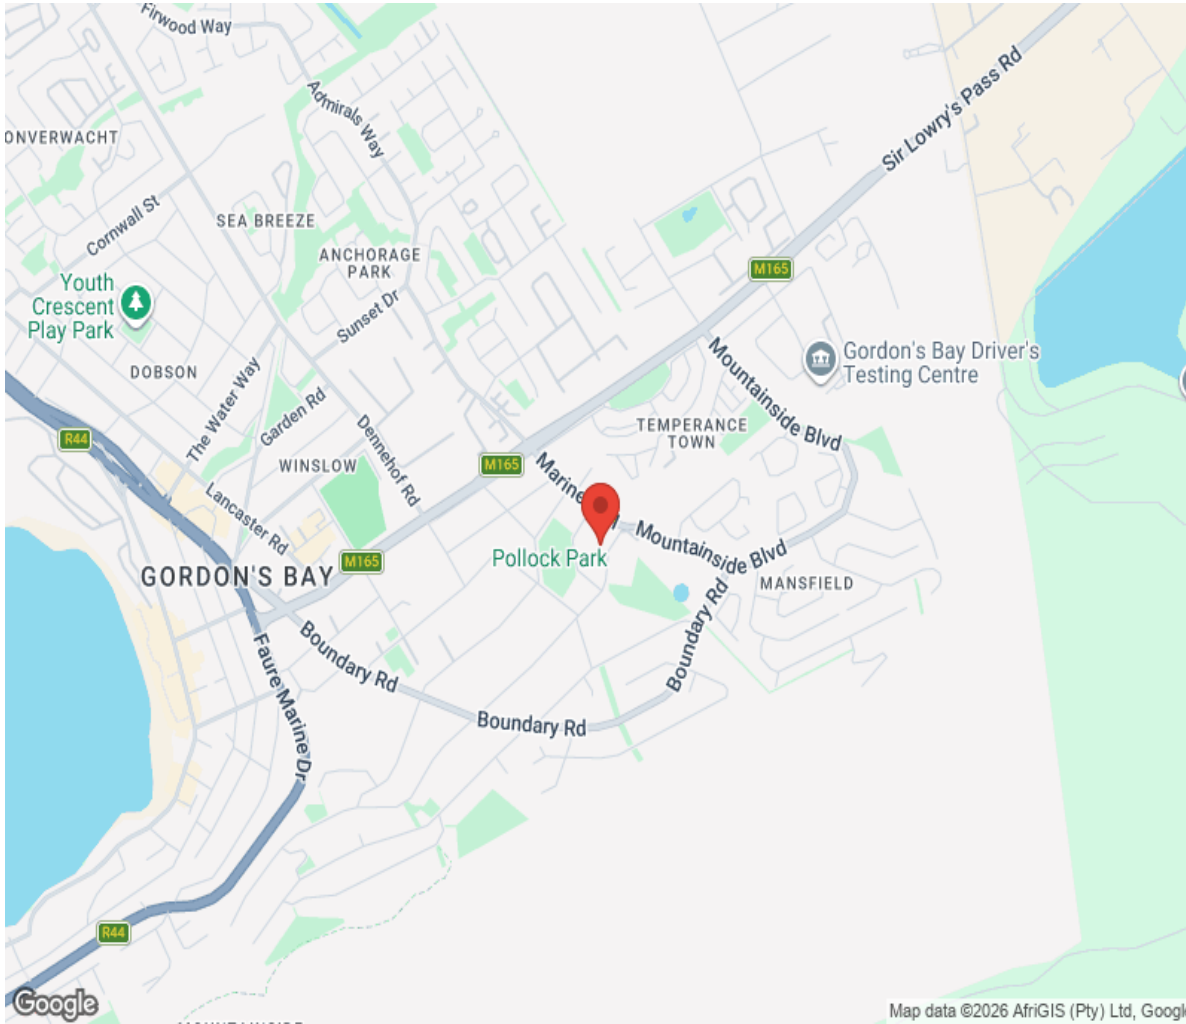 Firwood Way
Admirals Way
Sir Lowry's Pass Rd
ONVERWACHT
Cornwall St
SEA BREEZE
ANCHORAGE
PARK
M165
Youth
Crescent
Play Park
Sunset Dr
Gordon's Bay Driver's
Testing Centre
Mountainside Blvd
DOBSON
The Water Way
Garden Rd
TEMPERANCE
TOWN
R44
Dennehof Rd
WINSLOW
M165
Lancaster Rd
Mountainside Blvd
Pollock Park
M165
GORDON'S BAY
MANSFIELD
Boundary Rd
Boundary Rd
Faure Marine Dr
Boundary Rd
R44
Google
Map data ©2026 AfriGIS (Pty) Ltd, Google